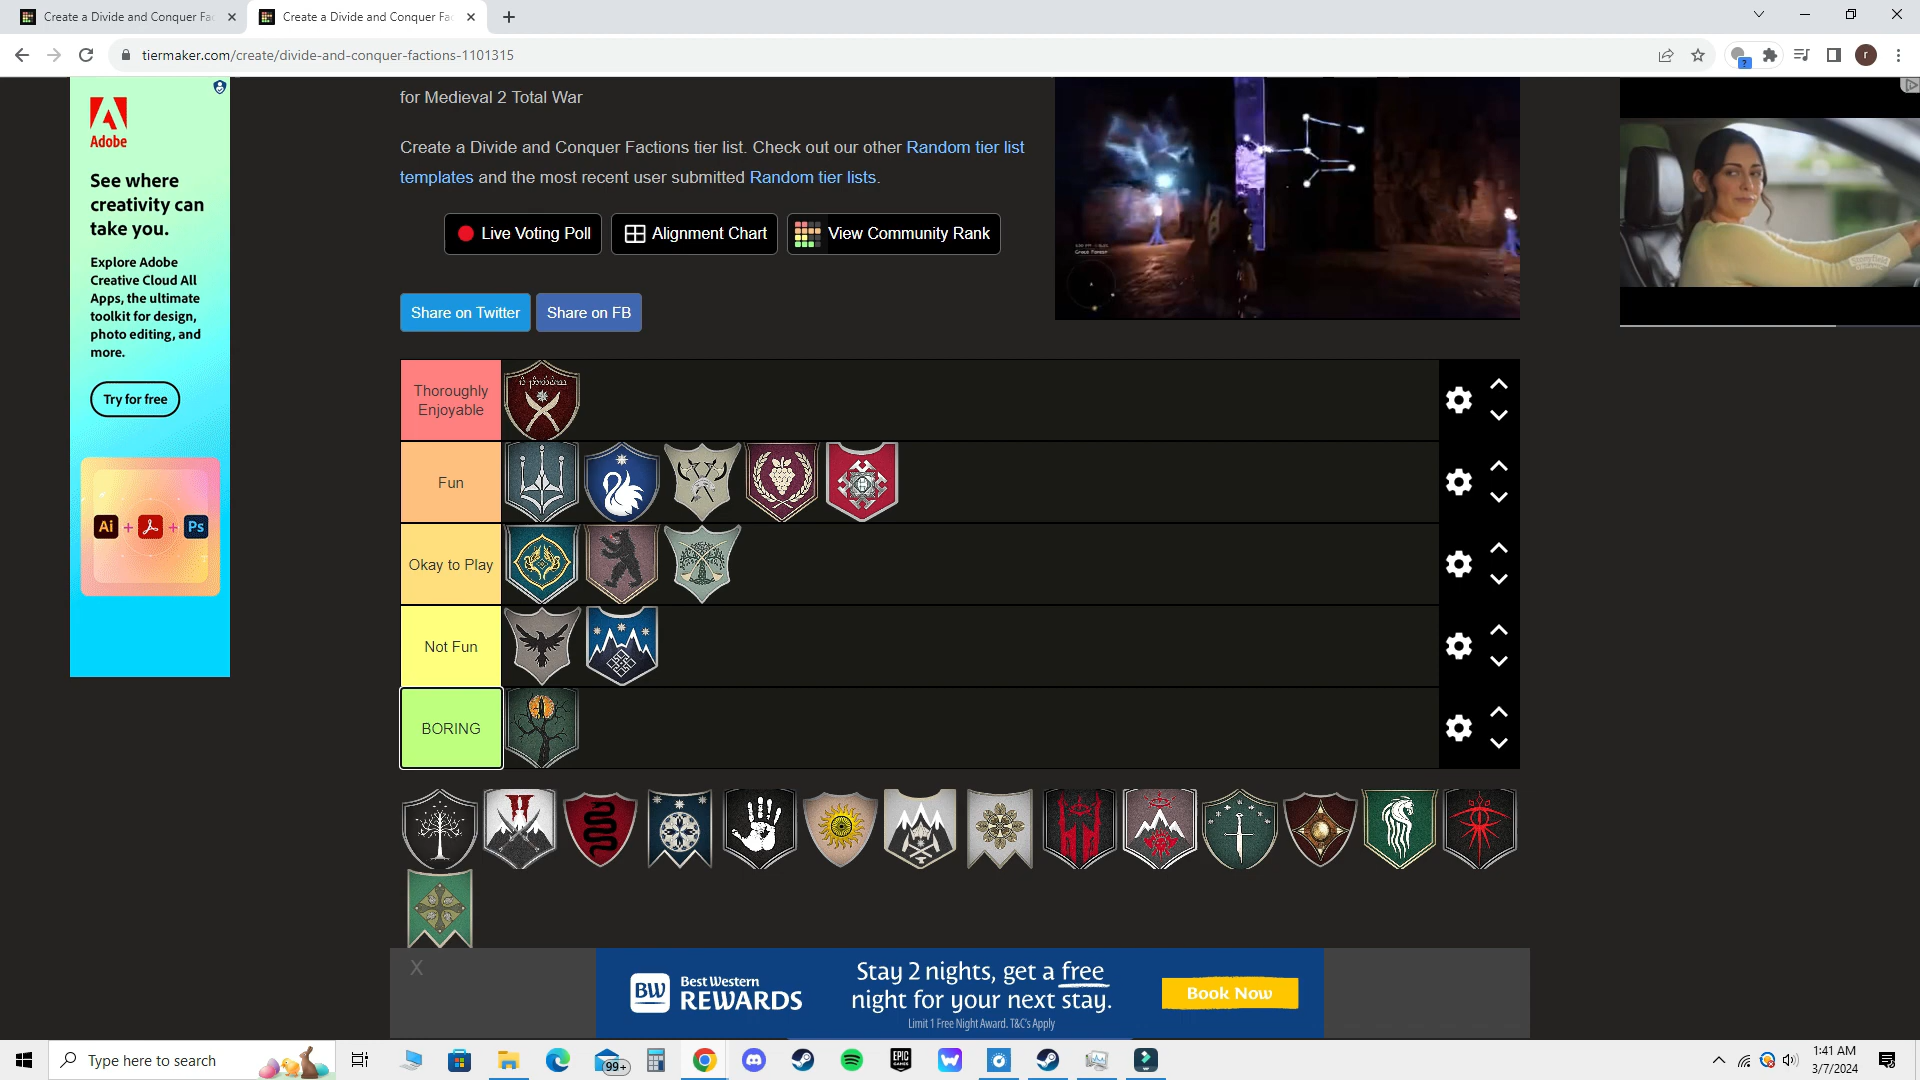 Create a Divide and Conquer Fa
Create a Divide and Conquer Fa
tiermaker.com/create/divide-and-conquer-factions-1101315
r
Adobe
See where
creativity can
take you.
Explore Adobe
Creative Cloud All
Apps, the ultimate
toolkit for design,
photo editing, and
more.
Try for free
Ai + + Ps
for Medieval 2 Total War
Create a Divide and Conquer Factions tier list. Check out our other Random tier list
templates and the most recent user submitted Random tier lists.
Live Voting Poll
Alignment Chart
View Community Rank
Share on Twitter
Share on FB
Thoroughly
Enjoyable
Fun
Okay to Play
Not Fun
BORING
X
BW
Best Western
REWARDS
Stay 2 nights, get a free
night for your next stay.
Limit 1 Free Night Award. T&C's Apply
Book Now
Type here to search
99+
EPIC
GAMES
1:41 AM
3/7/2024